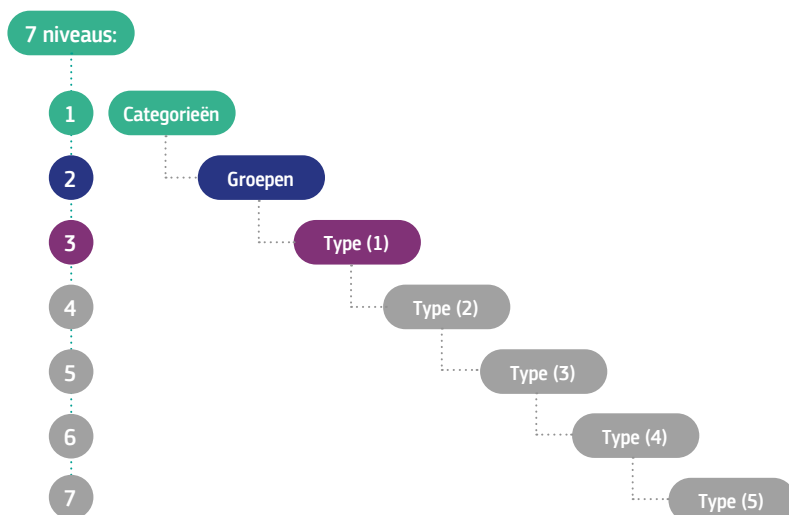 7 niveaus:
1 Categorieën
2 Groepen
3 Type (1)
4 Type (2)
5 Type (3)
6 Type (4)
7 Type (5)